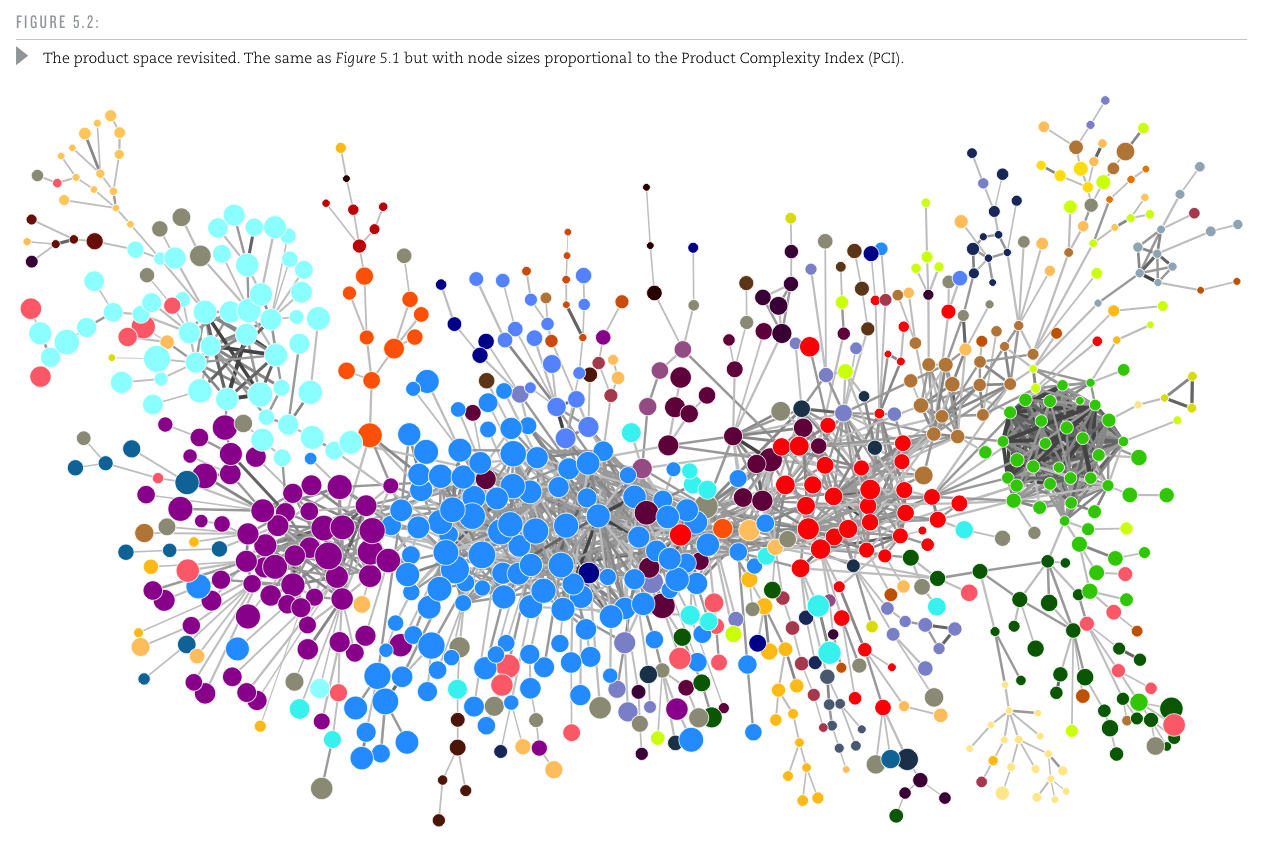 FIGURE 5.2:
The product space revisited. The same as Figure 5.1 but with node sizes proportional to the Product Complexity Index (PCI).